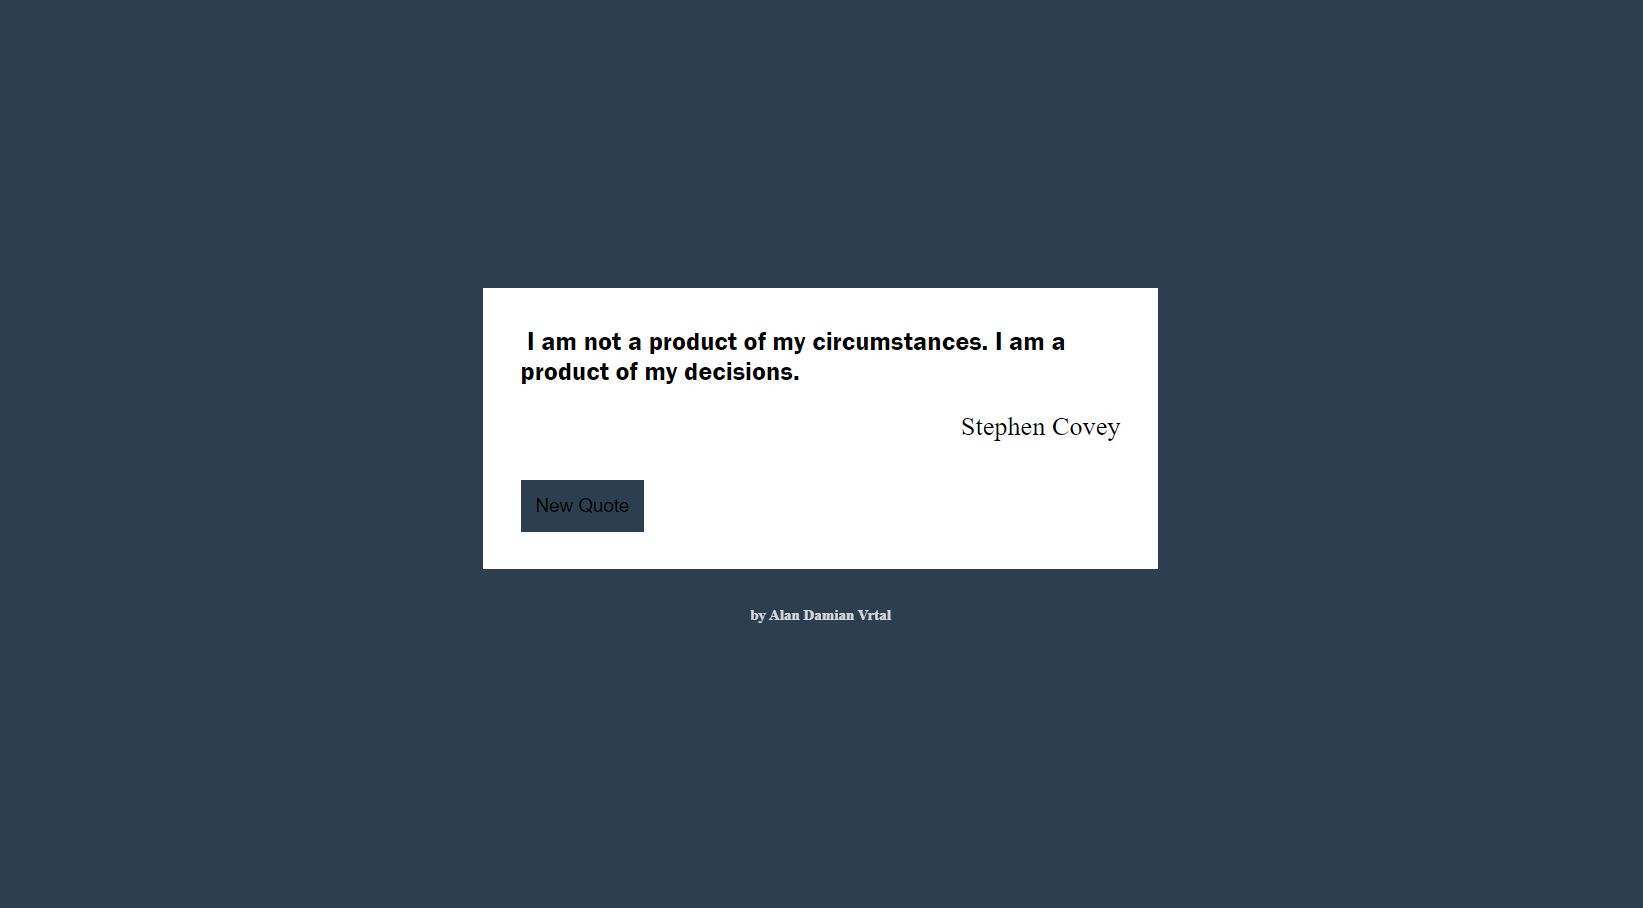 I am not a product of my circumstances. I am a
product of my decisions.
Stephen Covey
New Quote
by Alan Damian Vrtal